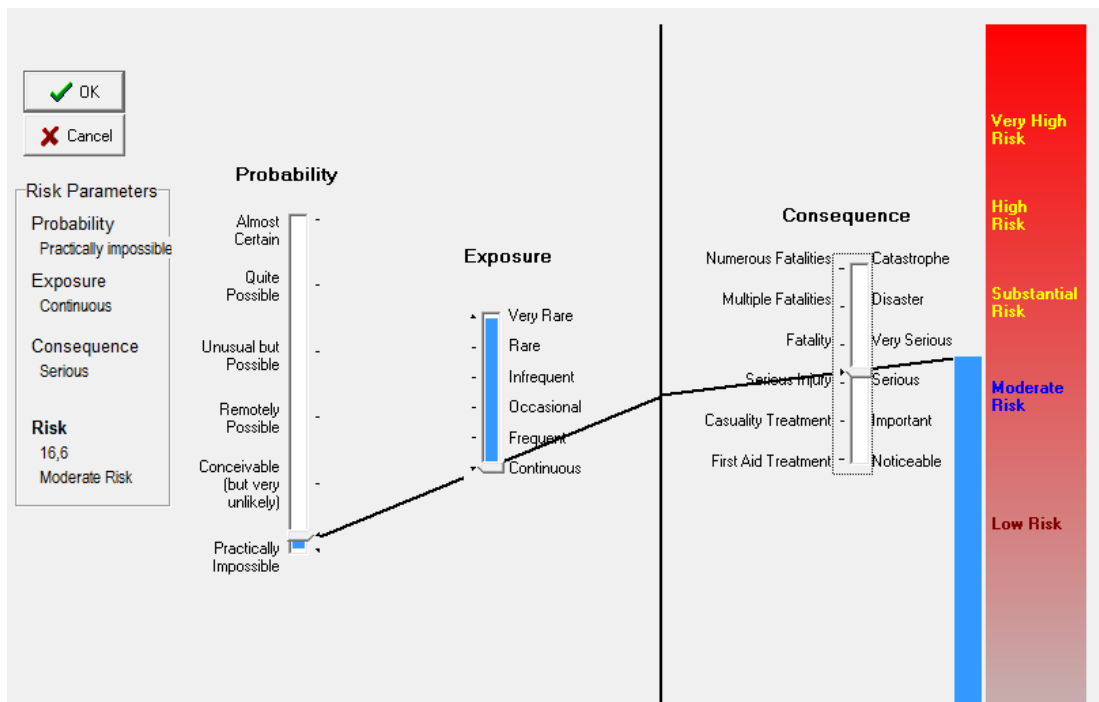 OK
Cancel
Risk Parameters
Probability
Practically impossible
Exposure
Continuous
Consequence
Serious
Risk
16,6
Moderate Risk
Probability
Almost
Certain
Quite
Possible
Unusual but
Possible
Remotely
Possible
Conceivable
(but very
unlikely)
Practically
Impossible
Exposure
Very Rare
Rare
Infrequent
Occasional
Frequent
Continuous
Consequence
Numerous Fatalities
Catastrophe
Multiple Fatalities
Disaster
Fatality
Very Serious
Serious Injury
Serious
Casuality Treatment
Important
First Aid Treatment
Noticeable
Very High
Risk
High
Risk
Substantial
Risk
Moderate
Risk
Low Risk